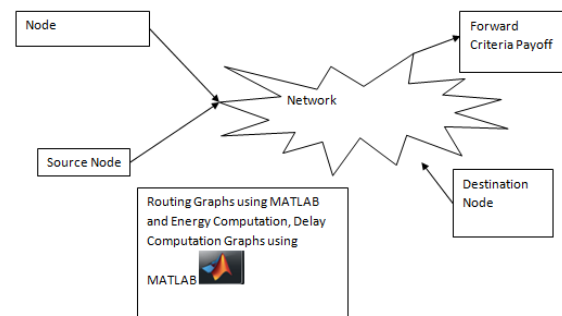 Node
Forward
Criteria Payoff
Network
Source Node
Destination
Node
Routing Graphs using MATLAB
and Energy Computation, Delay
Computation Graphs using
MATLAB